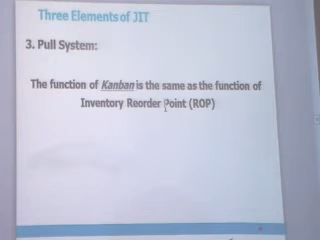 Three Elements of JIT
3. Pull System:
The function of Kanban is the same as the function of
Inventory Reorder Point (ROP)